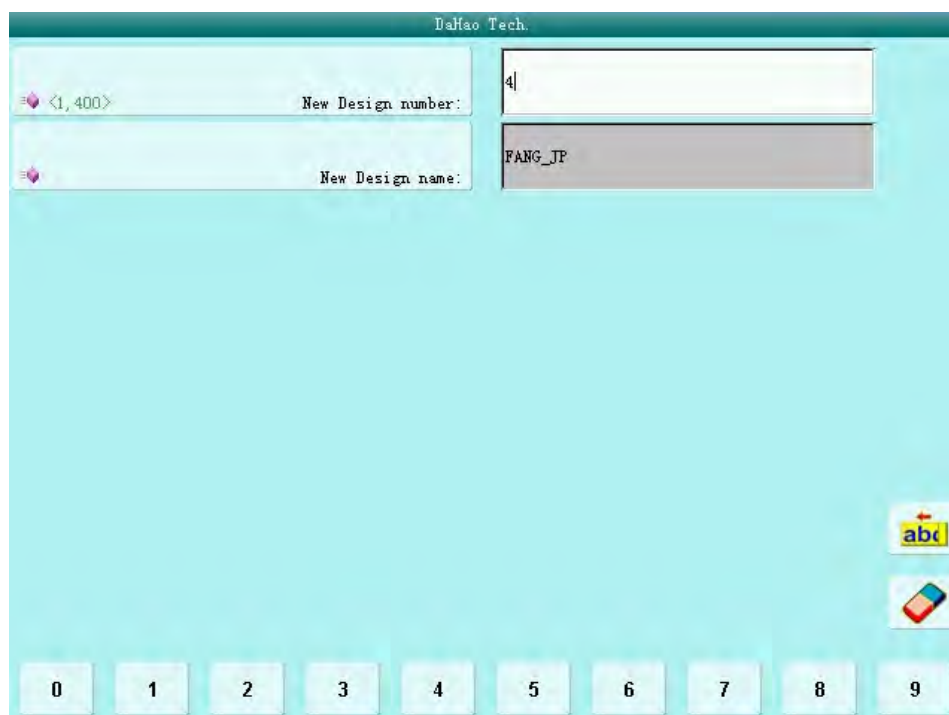 DaHao Tech.
<1,400> New Design number: 4
New Design name: FANG_JP
abc
0 1 2 3 4 5 6 7 8 9